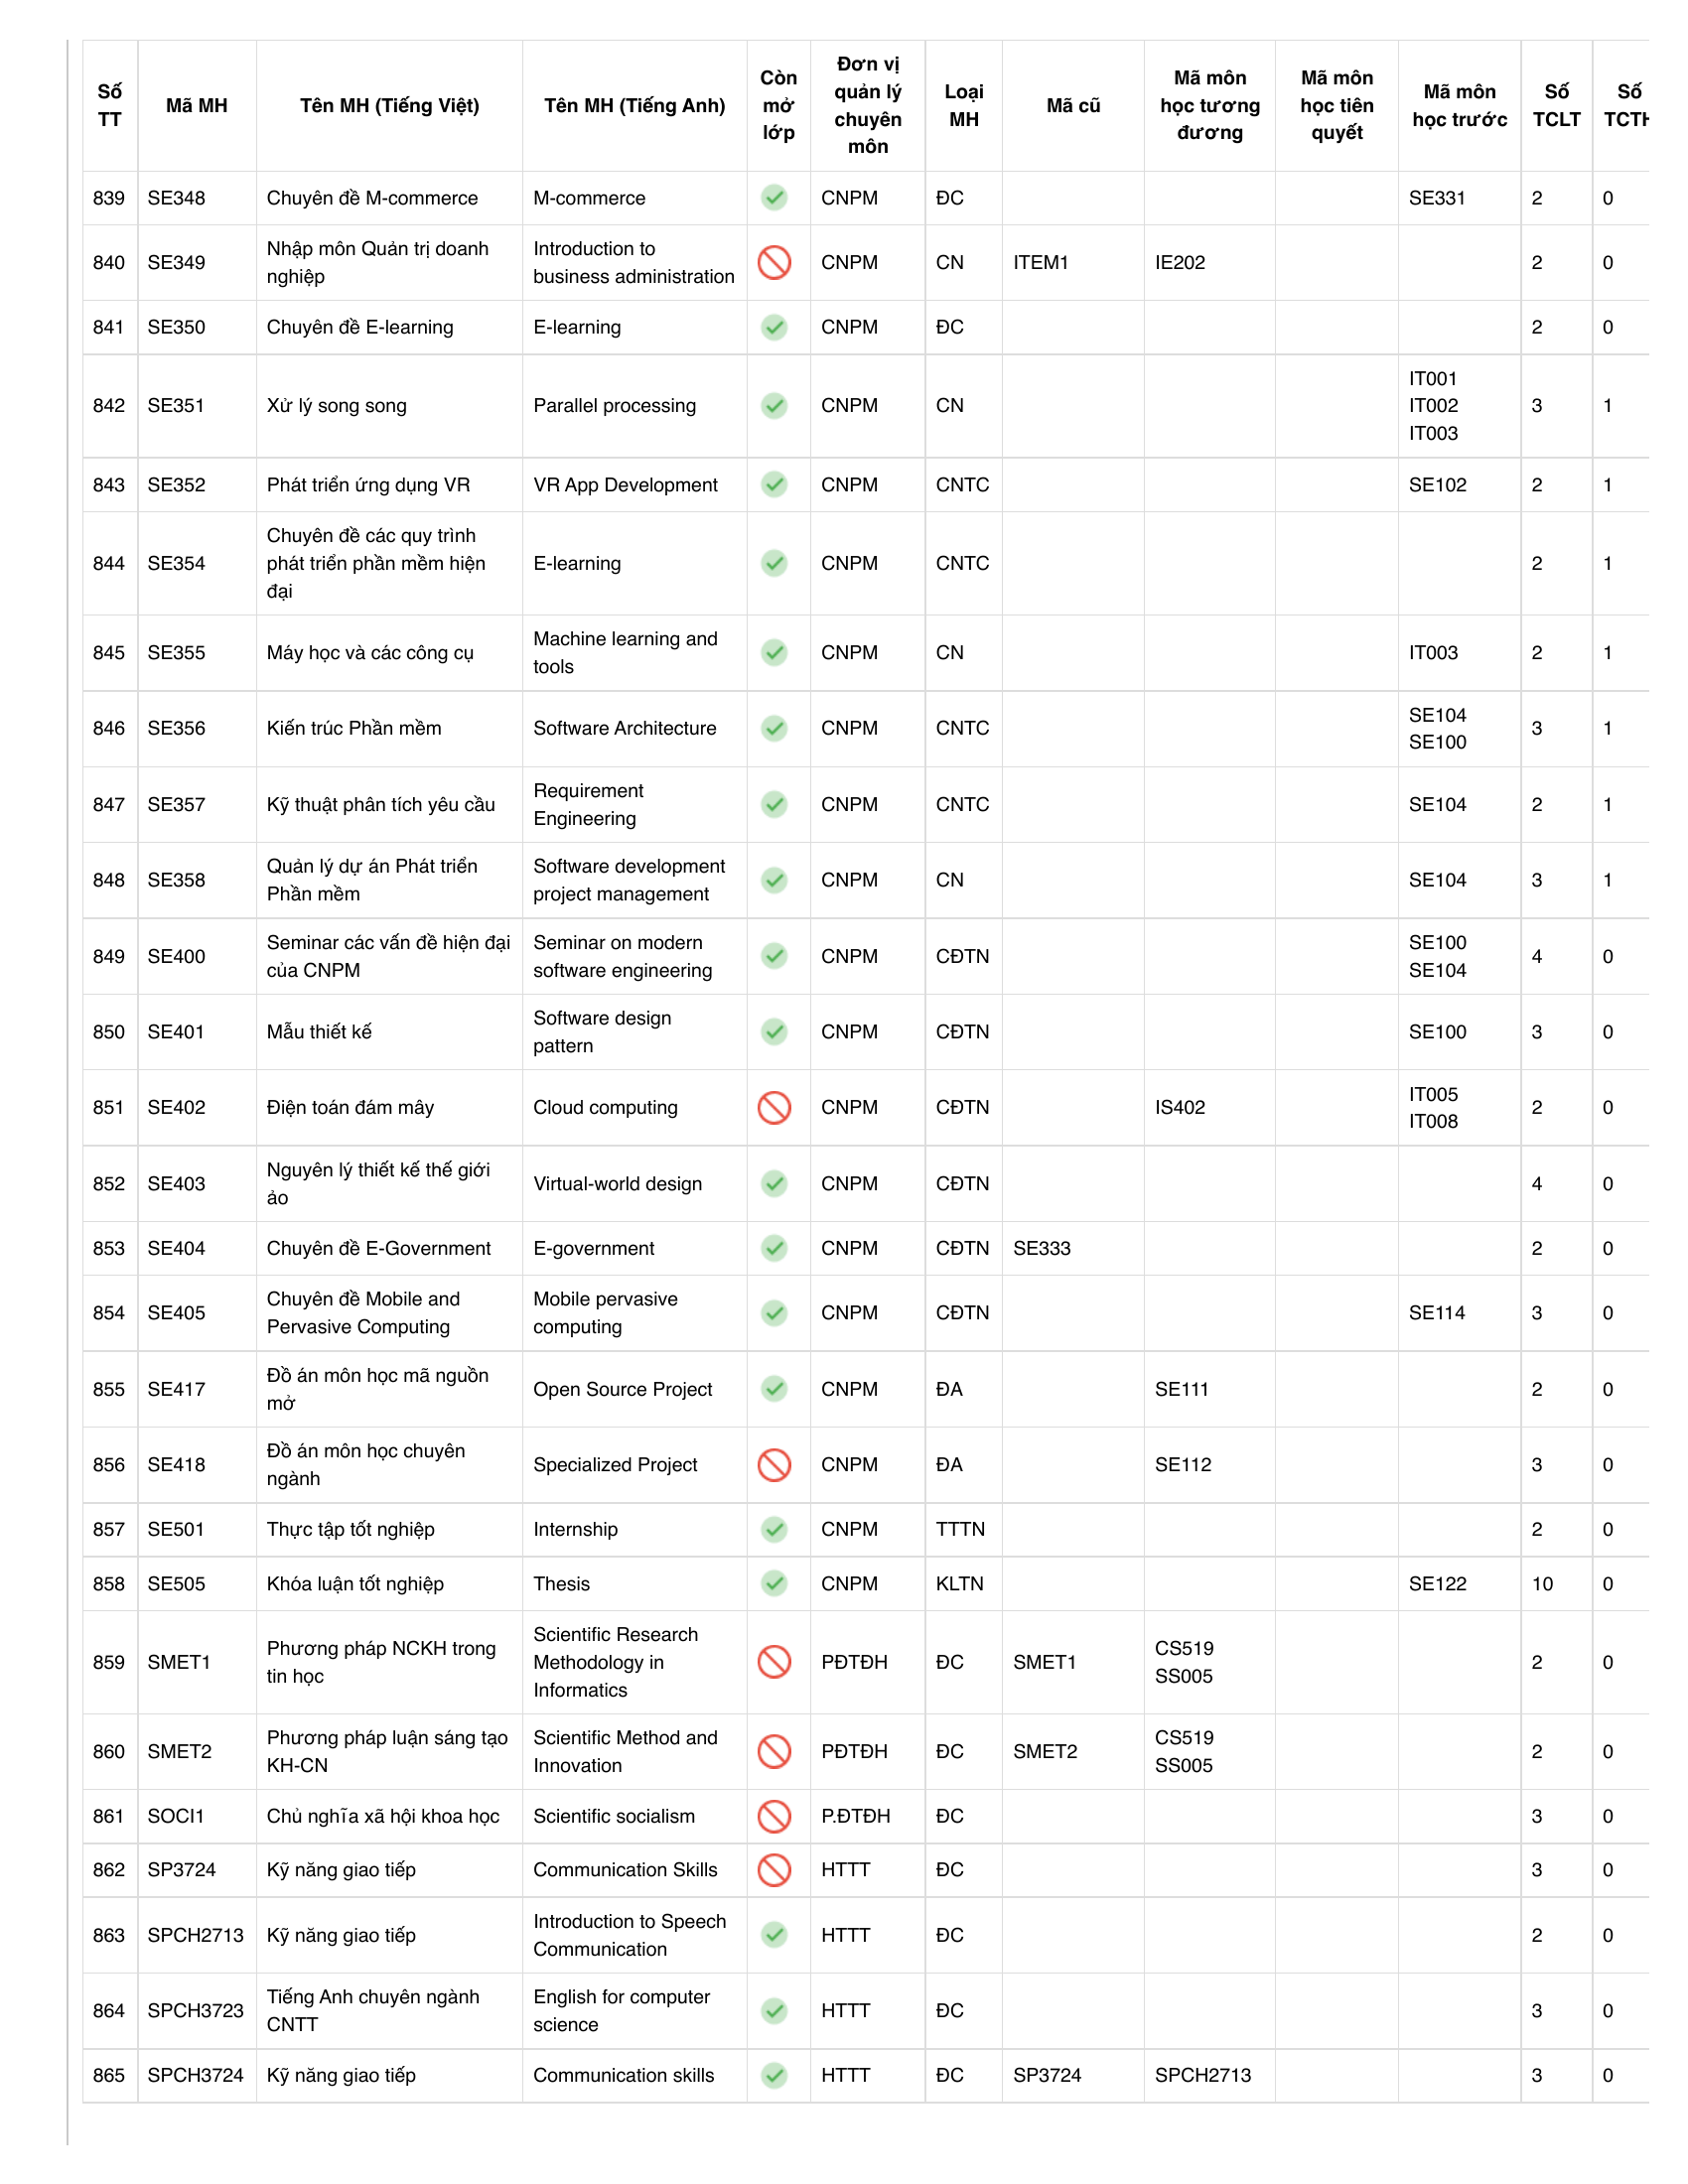 Số TT Mã MH Tên MH (Tiếng Việt) Tên MH (Tiếng Anh) Còn mở lớp Đơn vị quản lý chuyên môn Loại MH Mã cũ Mã môn học tương đương Mã môn học tiên quyết Mã môn học trước Số TCLT Số TCTH
839 SE348 Chuyên đề M-commerce M-commerce CNPM ĐC SE331 2 0
840 SE349 Nhập môn Quản trị doanh nghiệp Introduction to business administration CNPM CN ITEM1 IE202 2 0
841 SE350 Chuyên đề E-learning E-learning CNPM ĐC 2 0
842 SE351 Xử lý song song Parallel processing CNPM CN IT001 IT002 IT003 3 1
843 SE352 Phát triển ứng dụng VR VR App Development CNPM CNTC SE102 2 1
844 SE354 Chuyên đề các quy trình phát triển phần mềm hiện đại E-learning CNPM CNTC 2 1
845 SE355 Máy học và các công cụ Machine learning and tools CNPM CN IT003 2 1
846 SE356 Kiến trúc Phần mềm Software Architecture CNPM CNTC SE104 SE100 3 1
847 SE357 Kỹ thuật phân tích yêu cầu Requirement Engineering CNPM CNTC SE104 2 1
848 SE358 Quản lý dự án Phát triển Phần mềm Software development project management CNPM CN SE104 3 1
849 SE400 Seminar các vấn đề hiện đại của CNPM Seminar on modern software engineering CNPM CĐTN SE100 SE104 4 0
850 SE401 Mẫu thiết kế Software design pattern CNPM CĐTN SE100 3 0
851 SE402 Điện toán đám mây Cloud computing CNPM CĐTN IS402 IT005 IT008 2 0
852 SE403 Nguyên lý thiết kế thế giới ảo Virtual-world design CNPM CĐTN 4 0
853 SE404 Chuyên đề E-Government E-government CNPM CĐTN SE333 2 0
854 SE405 Chuyên đề Mobile and Pervasive Computing Mobile pervasive computing CNPM CĐTN SE114 3 0
855 SE417 Đồ án môn học mã nguồn mở Open Source Project CNPM ĐA SE111 2 0
856 SE418 Đồ án môn học chuyên ngành Specialized Project CNPM ĐA SE112 3 0
857 SE501 Thực tập tốt nghiệp Internship CNPM TTTN 2 0
858 SE505 Khóa luận tốt nghiệp Thesis CNPM KLTN SE122 10 0
859 SMET1 Phương pháp NCKH trong tin học Scientific Research Methodology in Informatics PĐTĐH ĐC SMET1 CS519 SS005 2 0
860 SMET2 Phương pháp luận sáng tạo KH-CN Scientific Method and Innovation PĐTĐH ĐC SMET2 CS519 SS005 2 0
861 SOCI1 Chủ nghĩa xã hội khoa học Scientific socialism P.ĐTĐH ĐC 3 0
862 SP3724 Kỹ năng giao tiếp Communication Skills HTTT ĐC 3 0
863 SPCH2713 Kỹ năng giao tiếp Introduction to Speech Communication HTTT ĐC 2 0
864 SPCH3723 Tiếng Anh chuyên ngành CNTT English for computer science HTTT ĐC 3 0
865 SPCH3724 Kỹ năng giao tiếp Communication skills HTTT ĐC SP3724 SPCH2713 3 0